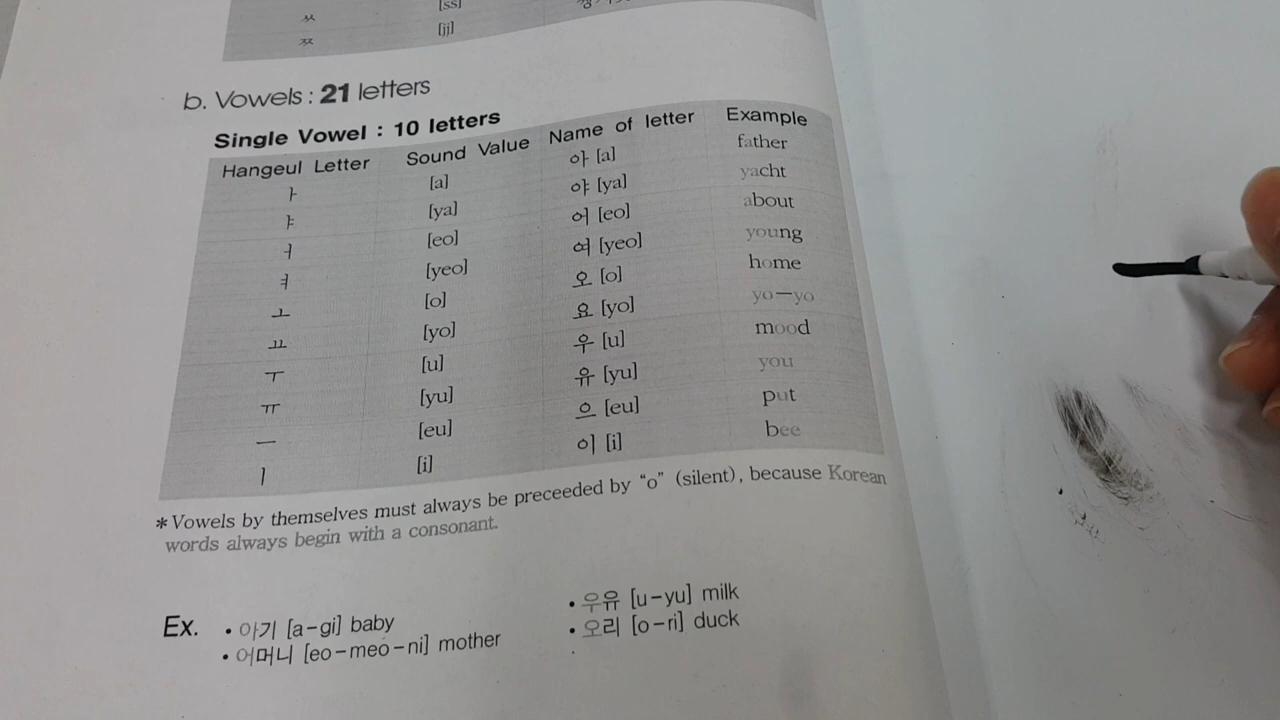 ㅆ [ss]
ㅉ [jj]
b. Vowels : 21 letters
Single Vowel : 10 letters
Hangeul Letter Sound Value Name of letter Example
ㅏ [a] 아 [a] father
ㅑ [ya] 야 [ya] yacht
ㅓ [eo] 어 [eo] about
ㅕ [yeo] 여 [yeo] young
ㅗ [o] 오 [o] home
ㅛ [yo] 요 [yo] yo-yo
ㅜ [u] 우 [u] mood
ㅠ [yu] 유 [yu] you
ㅡ [eu] 으 [eu] put
ㅣ [i] 이 [i] bee
*Vowels by themselves must always be preceeded by "o" (silent), because Korean
words always begin with a consonant.
Ex. • 아기 [a-gi] baby • 우유 [u-yu] milk
• 어머니 [eo-meo-ni] mother • 오리 [o-ri] duck